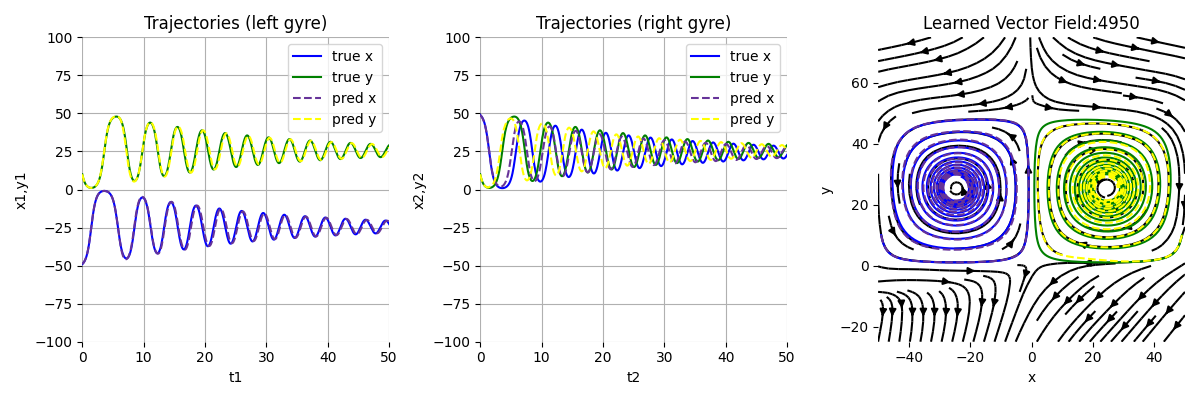 Trajectories (left gyre)
100
75
50
25
0
−25
−50
−75
−100
0
10
20
30
40
50
x1,y1
t1
true x
true y
pred x
pred y
Trajectories (right gyre)
100
75
50
25
0
−25
−50
−75
−100
0
10
20
30
40
50
x2,y2
t2
true x
true y
pred x
pred y
Learned Vector Field:4950
60
40
20
0
−20
−40
−20
0
20
40
y
x